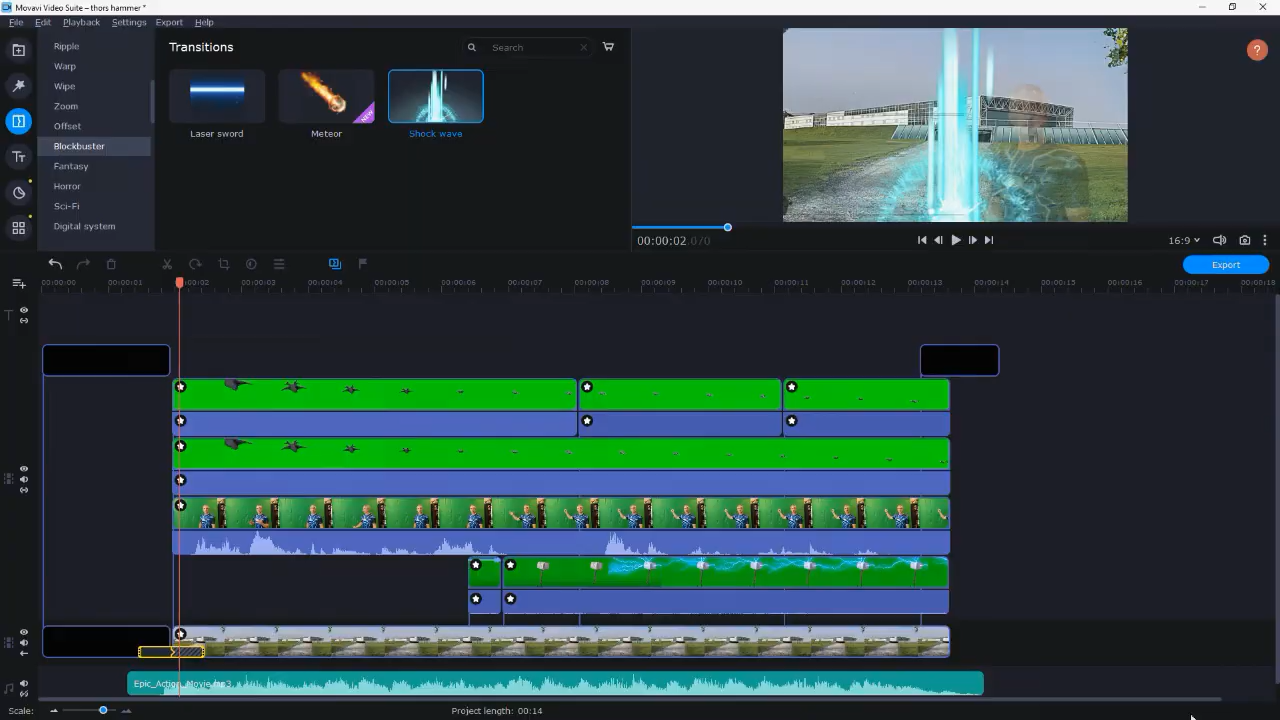 Movavi Video Suite – thors hammer *
File Edit Playback Settings Export Help
Ripple
Warp
Wipe
Zoom
Offset
Blockbuster
Fantasy
Horror
Sci-Fi
Digital system
Transitions
Search
Laser sword
NEW
Meteor
Shock wave
?
00:00:02.070
16:9
Export
00:00:00 00:00:01 00:00:02 00:00:03 00:00:04 00:00:05 00:00:06 00:00:07 00:00:08 00:00:09 00:00:10 00:00:11 00:00:12 00:00:13 00:00:14 00:00:15 00:00:16 00:00:17 00:00:18
Epic_Action_Movie.mp3
Scale:
Project length: 00:14